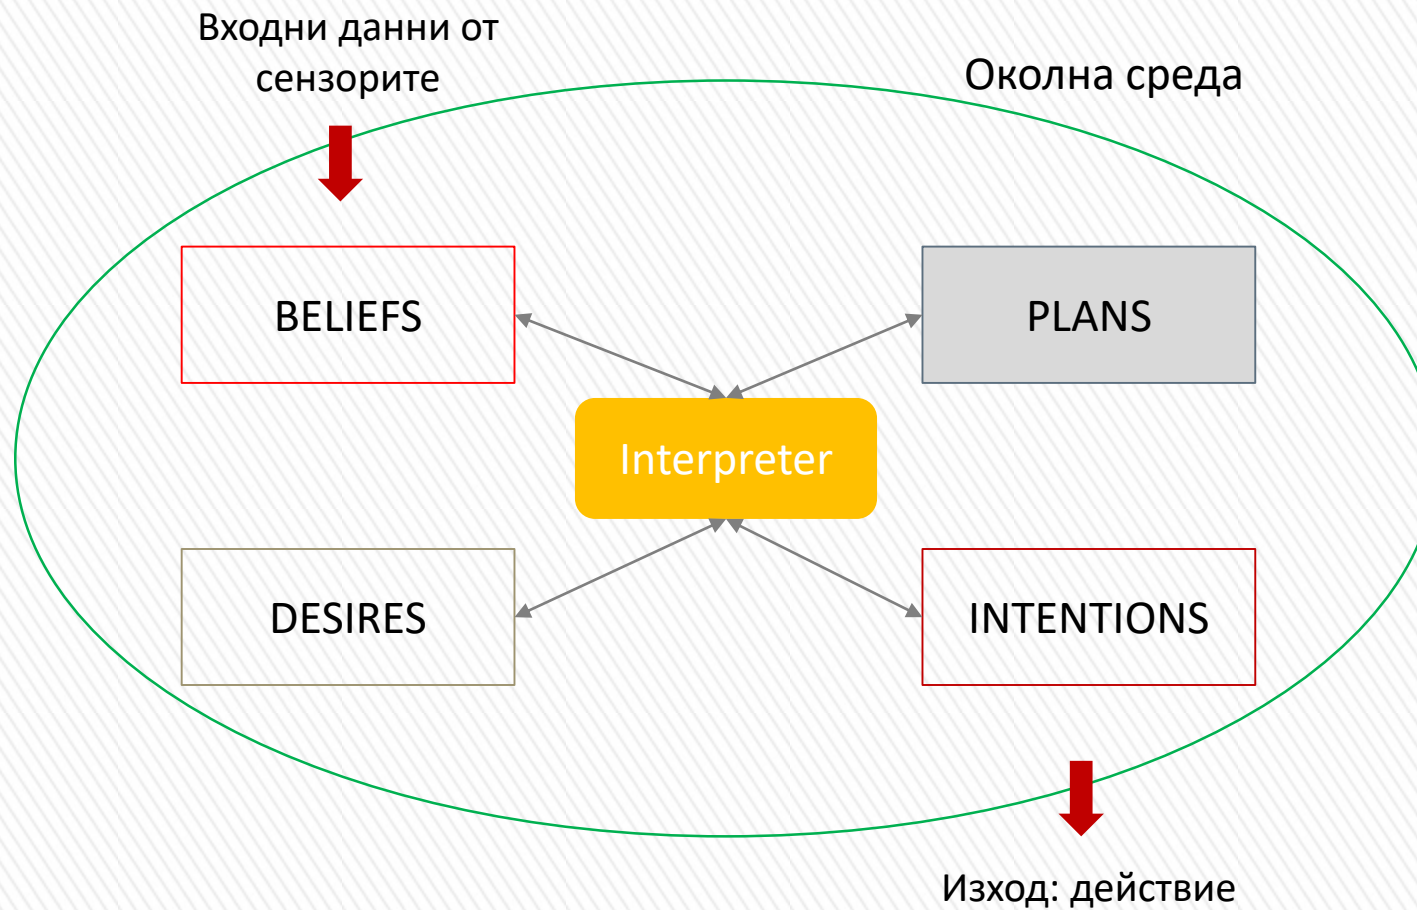 Входни данни от
сензорите
Околна среда
BELIEFS
PLANS
Interpreter
DESIRES
INTENTIONS
Изход: действие